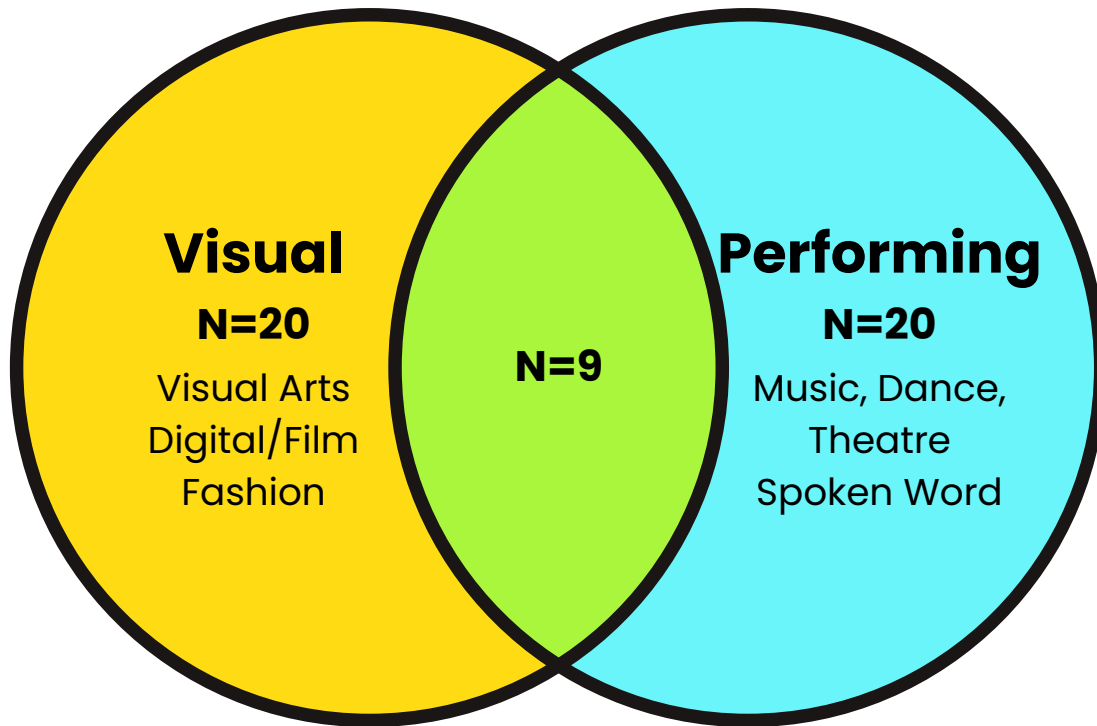 Visual
N=20
Visual Arts
Digital/Film
Fashion
N=9
Performing
N=20
Music, Dance,
Theatre
Spoken Word